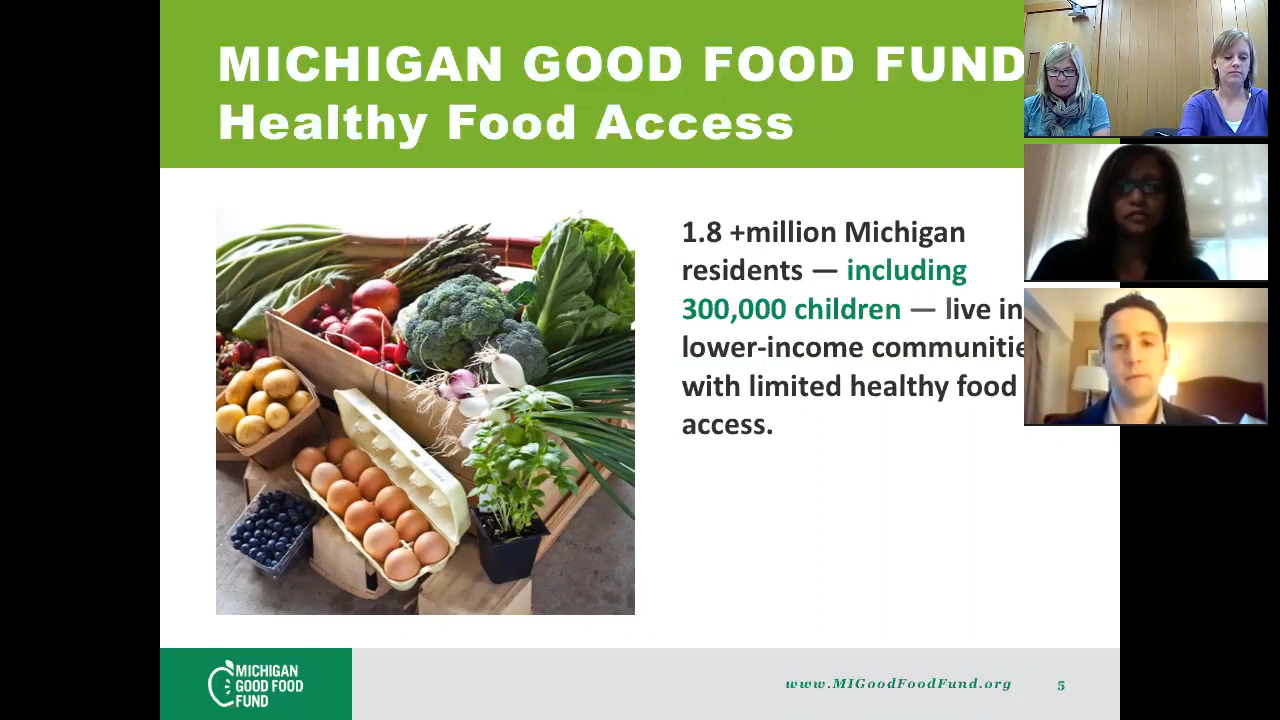 MICHIGAN GOOD FOOD FUND
Healthy Food Access
1.8 +million Michigan
residents — including
300,000 children — live in
lower-income communitie
with limited healthy food
access.
MICHIGAN
GOOD FOOD
FUND
www.MIGoodFoodFund.org
5